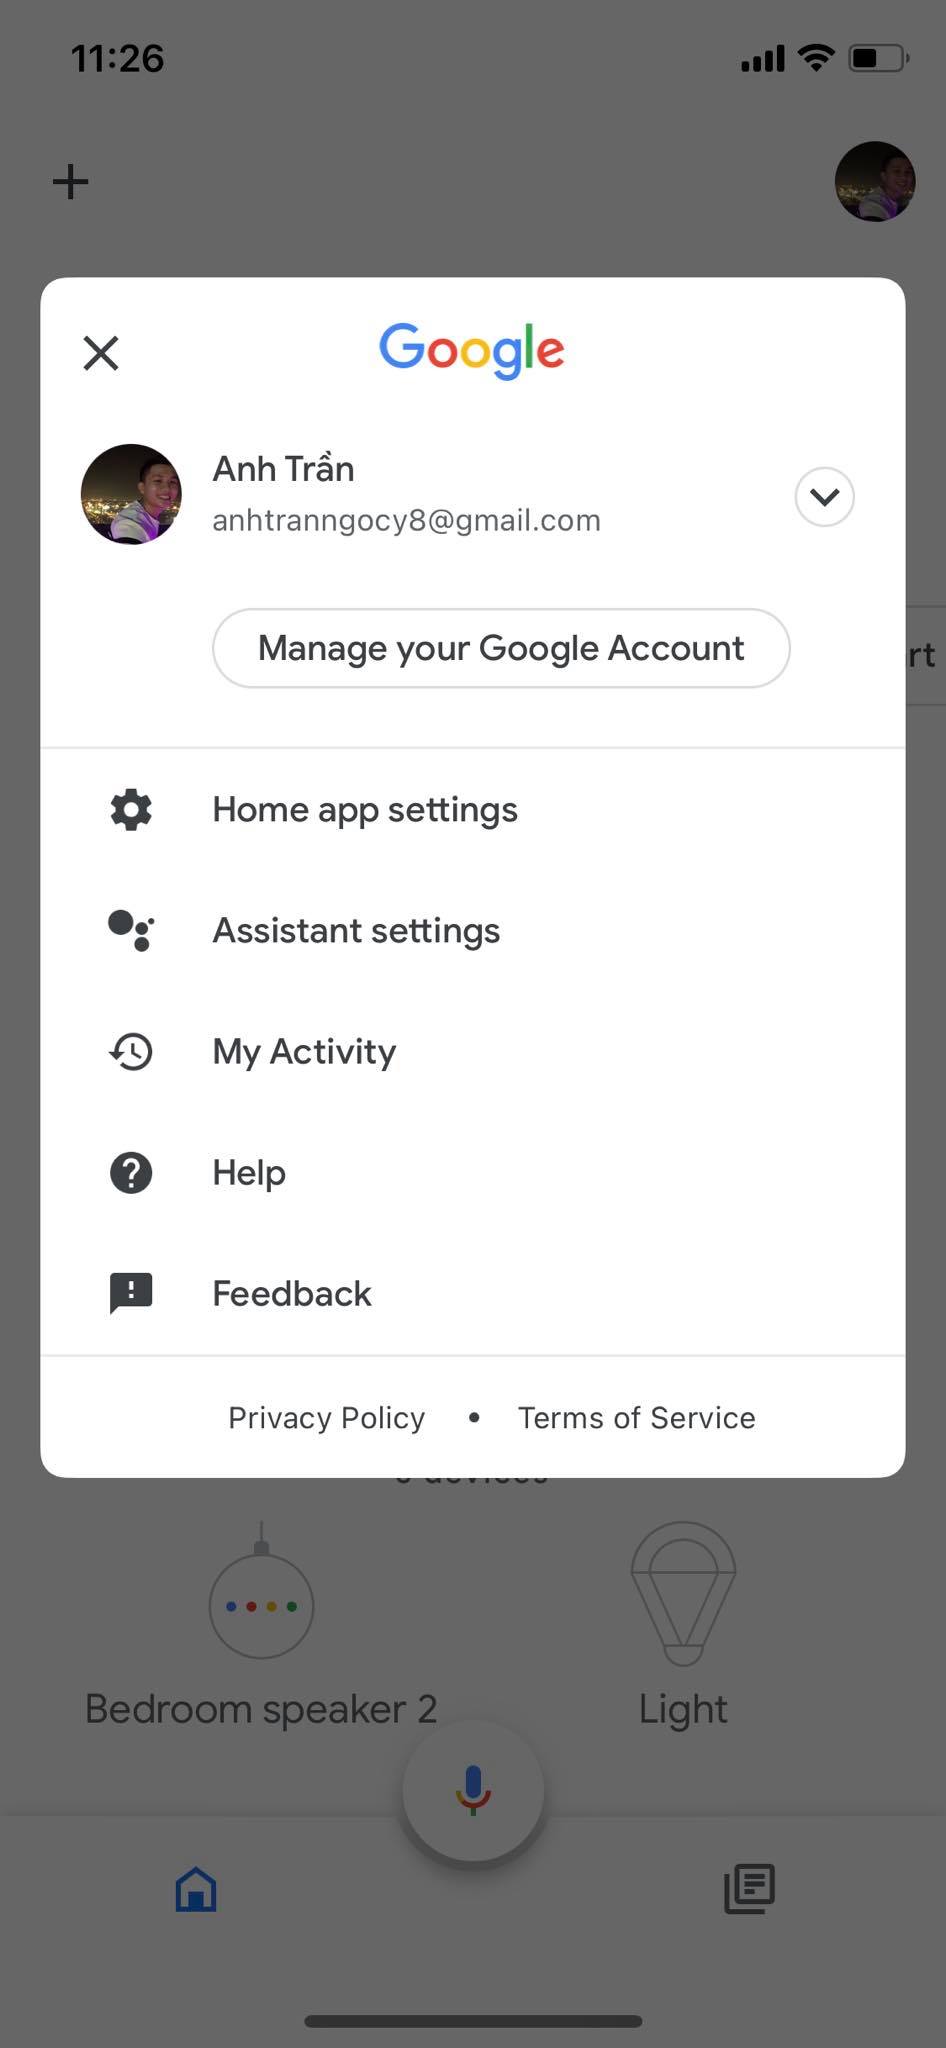 11:26
Google
Anh Trần
anhtranngocy8@gmail.com
Manage your Google Account
rt
Home app settings
Assistant settings
My Activity
Help
Feedback
Privacy Policy • Terms of Service
devices
Bedroom speaker 2
Light